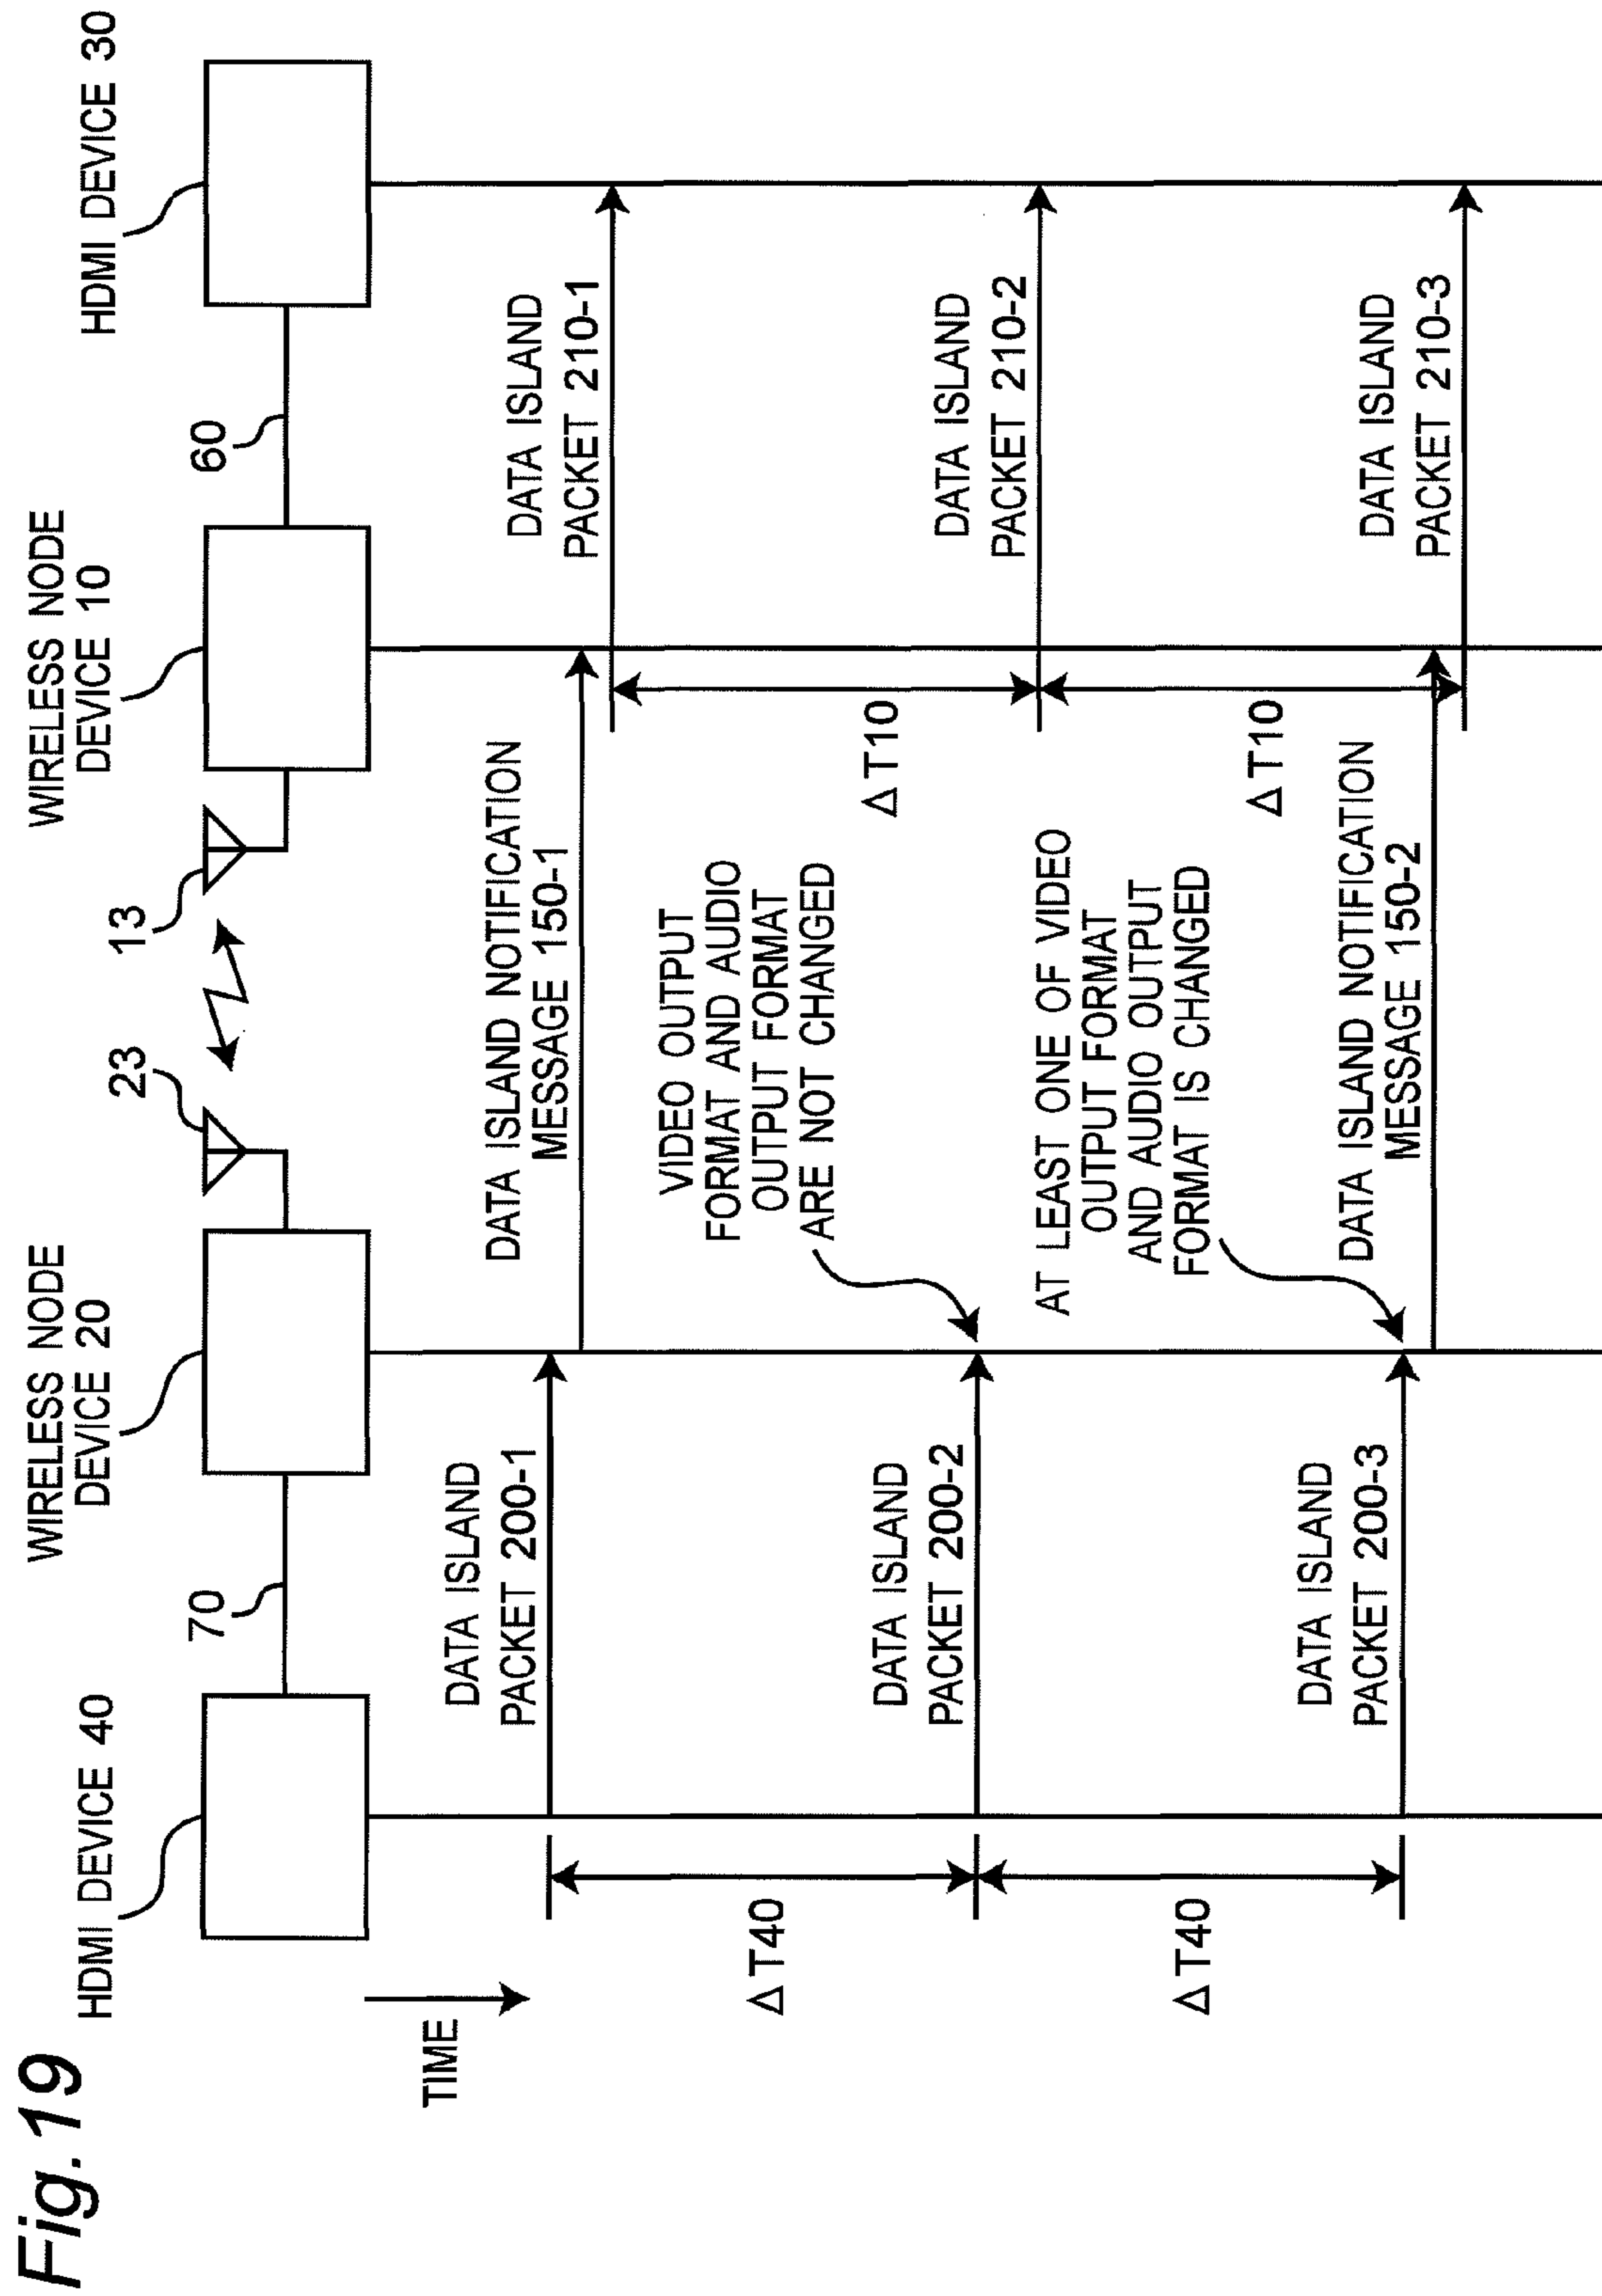 Fig. 19
HDMI DEVICE 40
WIRELESS NODE
DEVICE 20
WIRELESS NODE
DEVICE 10
HDMI DEVICE 30
70
23
13
60
TIME
DATA ISLAND
PACKET 200-1
DATA ISLAND NOTIFICATION
MESSAGE 150-1
DATA ISLAND
PACKET 210-1
Δ T40
VIDEO OUTPUT
FORMAT AND AUDIO
OUTPUT FORMAT
ARE NOT CHANGED
Δ T10
DATA ISLAND
PACKET 200-2
DATA ISLAND
PACKET 210-2
Δ T40
AT LEAST ONE OF VIDEO
OUTPUT FORMAT
AND AUDIO OUTPUT
FORMAT IS CHANGED
Δ T10
DATA ISLAND
PACKET 200-3
DATA ISLAND NOTIFICATION
MESSAGE 150-2
DATA ISLAND
PACKET 210-3